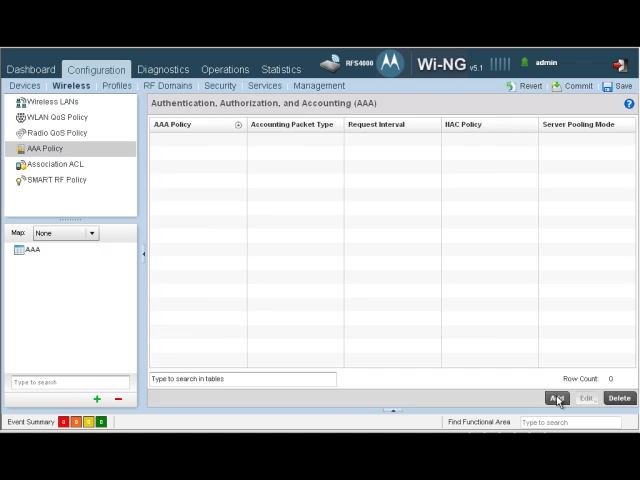 Dashboard Configuration Diagnostics Operations Statistics RFS4000 Wi-NG v5.1 admin
Devices Wireless Profiles RF Domains Security Services Management Revert Commit Save
Wireless LANs
WLAN QoS Policy
Radio QoS Policy
AAA Policy
Association ACL
SMART RF Policy
Map: None
AAA
Type to search
Authentication, Authorization, and Accounting (AAA)
AAA Policy Accounting Packet Type Request Interval NAC Policy Server Pooling Mode
Type to search in tables Row Count: 0
Add Edit Delete
Event Summary 0 0 0 0 Find Functional Area Type to search